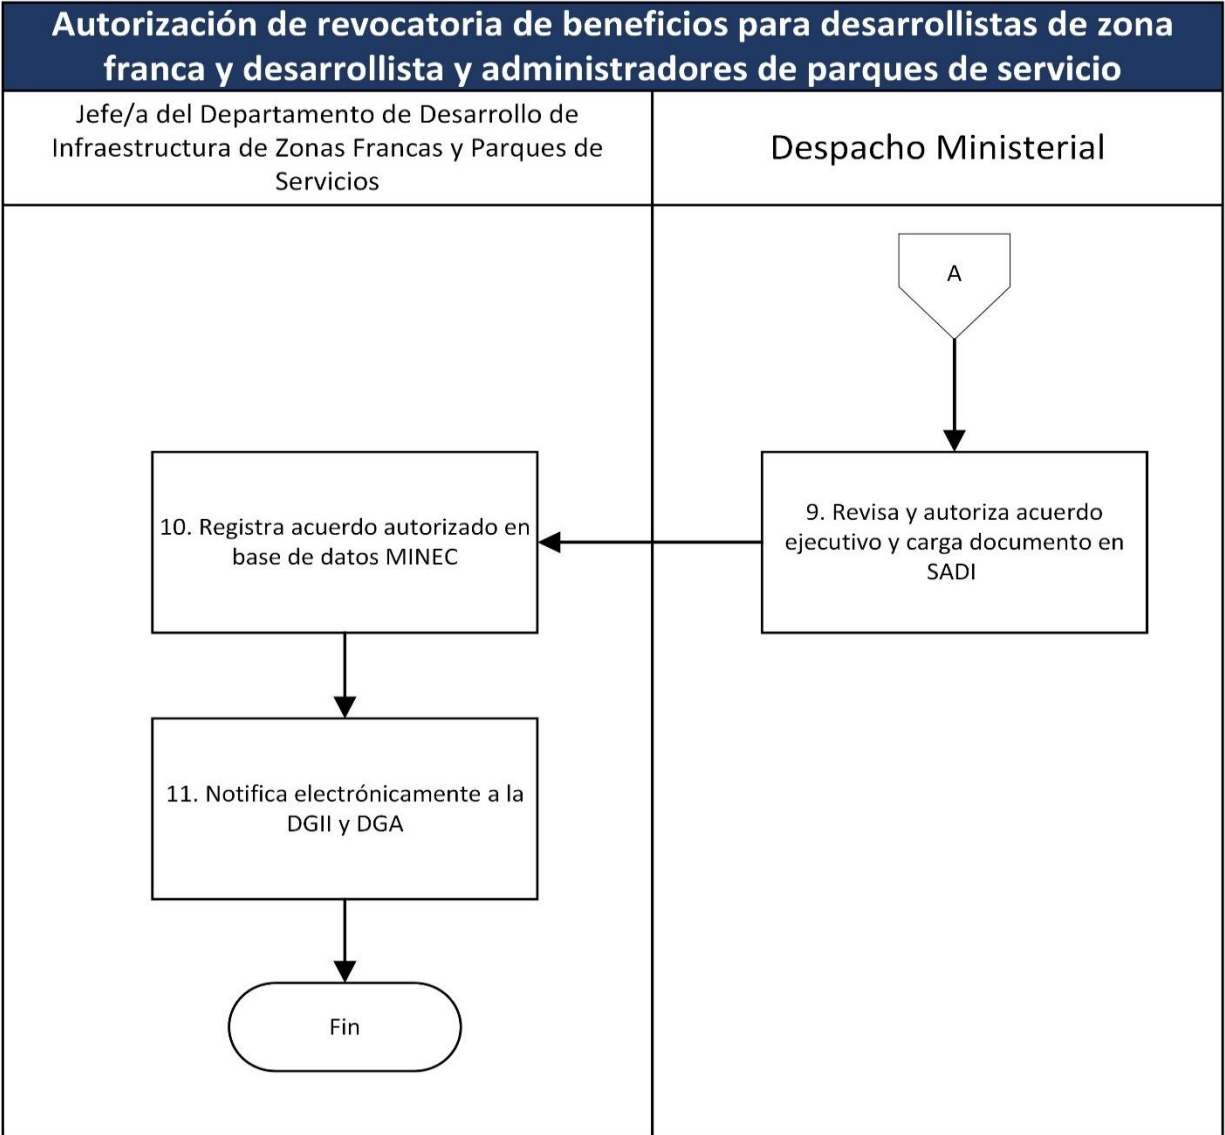 Autorización de revocatoria de beneficios para desarrollistas de zona
franca y desarrollista y administradores de parques de servicio
Jefe/a del Departamento de Desarrollo de
Infraestructura de Zonas Francas y Parques de
Servicios
Despacho Ministerial
A
9. Revisa y autoriza acuerdo
ejecutivo y carga documento en
SADI
10. Registra acuerdo autorizado en
base de datos MINEC
11. Notifica electrónicamente a la
DGII y DGA
Fin